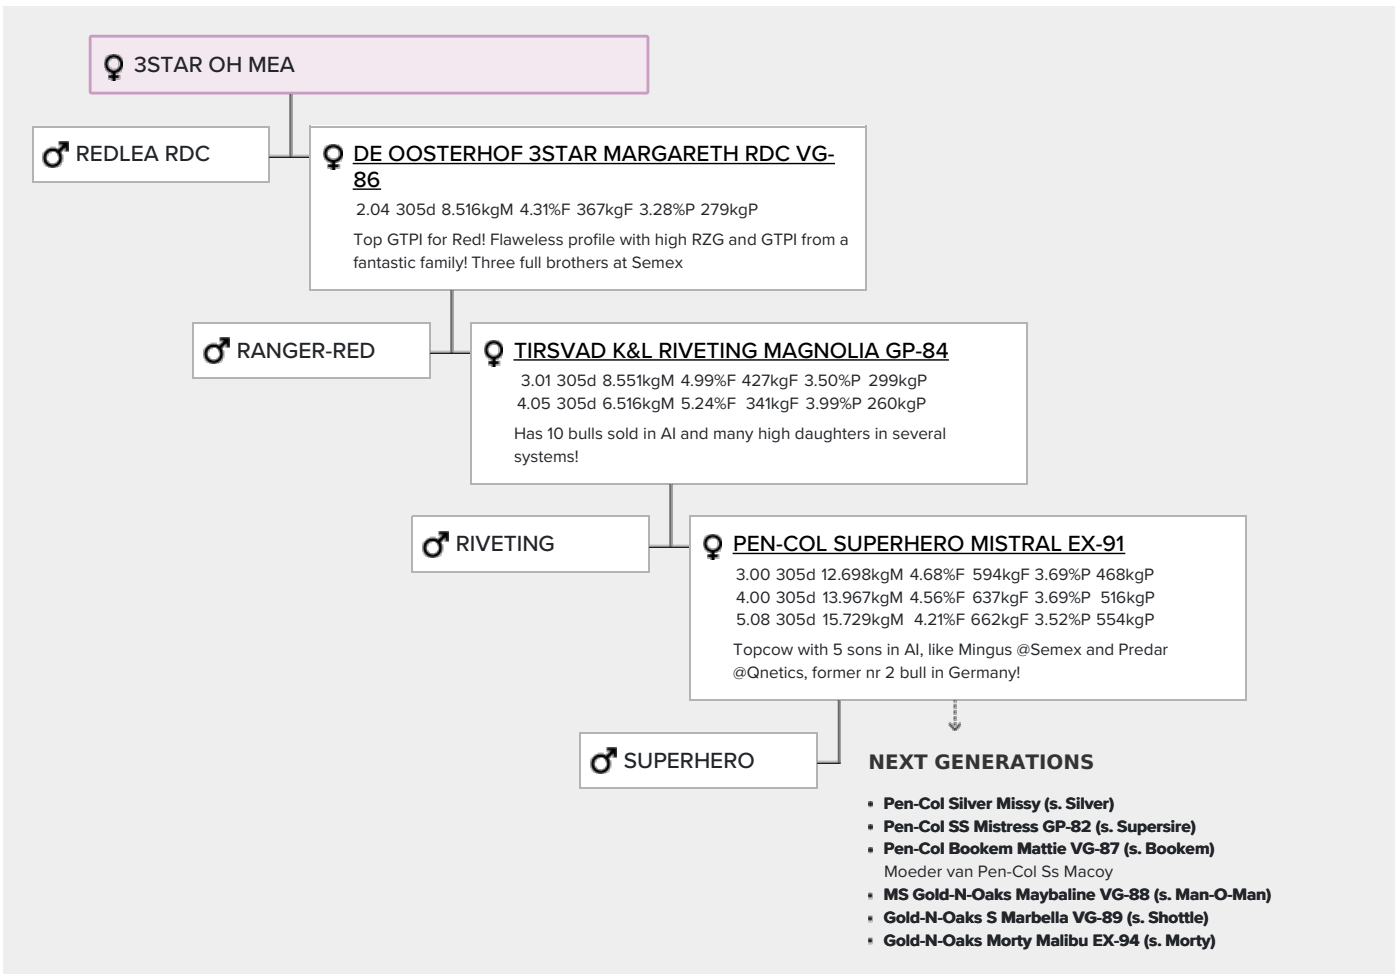 3STAR OH MEA
REDLEA RDC
DE OOSTERHOF 3STAR MARGARETH RDC VG-
86
2.04 305d 8.516kgM 4.31%F 367kgF 3.28%P 279kgP
Top GTPI for Red! Flaweless profile with high RZG and GTPI from a
fantastic family! Three full brothers at Semex
RANGER-RED
TIRSVAD K&L RIVETING MAGNOLIA GP-84
3.01 305d 8.551kgM 4.99%F 427kgF 3.50%P 299kgP
4.05 305d 6.516kgM 5.24%F 341kgF 3.99%P 260kgP
Has 10 bulls sold in AI and many high daughters in several
systems!
RIVETING
PEN-COL SUPERHERO MISTRAL EX-91
3.00 305d 12.698kgM 4.68%F 594kgF 3.69%P 468kgP
4.00 305d 13.967kgM 4.56%F 637kgF 3.69%P 516kgP
5.08 305d 15.729kgM 4.21%F 662kgF 3.52%P 554kgP
Topcow with 5 sons in AI, like Mingus @Semex and Predar
@Qnetics, former nr 2 bull in Germany!
SUPERHERO
NEXT GENERATIONS
• Pen-Col Silver Missy (s. Silver)
• Pen-Col SS Mistress GP-82 (s. Supersire)
• Pen-Col Bookem Mattie VG-87 (s. Bookem)
Moeder van Pen-Col Ss Macoy
• MS Gold-N-Oaks Maybaline VG-88 (s. Man-O-Man)
• Gold-N-Oaks S Marbella VG-89 (s. Shottle)
• Gold-N-Oaks Morty Malibu EX-94 (s. Morty)